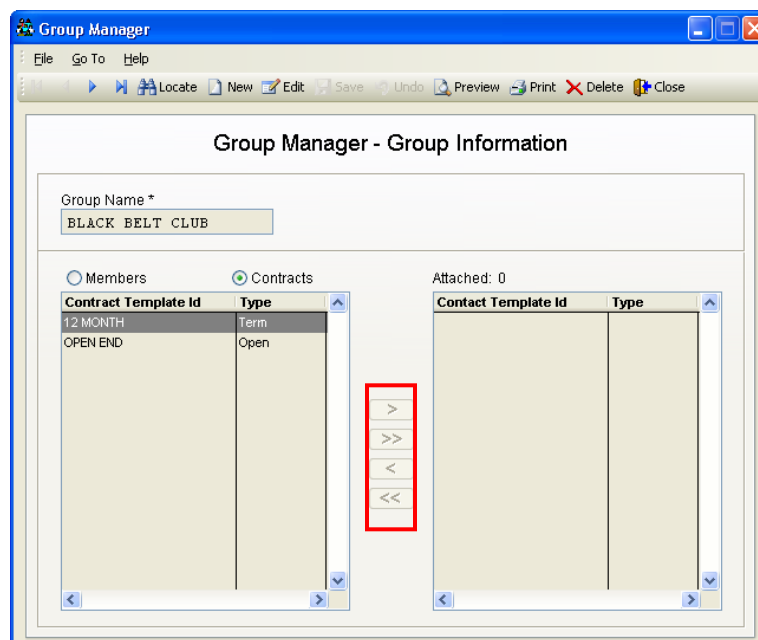 Group Manager
File Go To Help
Locate New Edit Save Undo Preview Print Delete Close
Group Manager - Group Information
Group Name *
BLACK BELT CLUB
Members Contracts Attached: 0
Contract Template Id Type Contact Template Id Type
12 MONTH Term
OPEN END Open
>
>>
<
<<